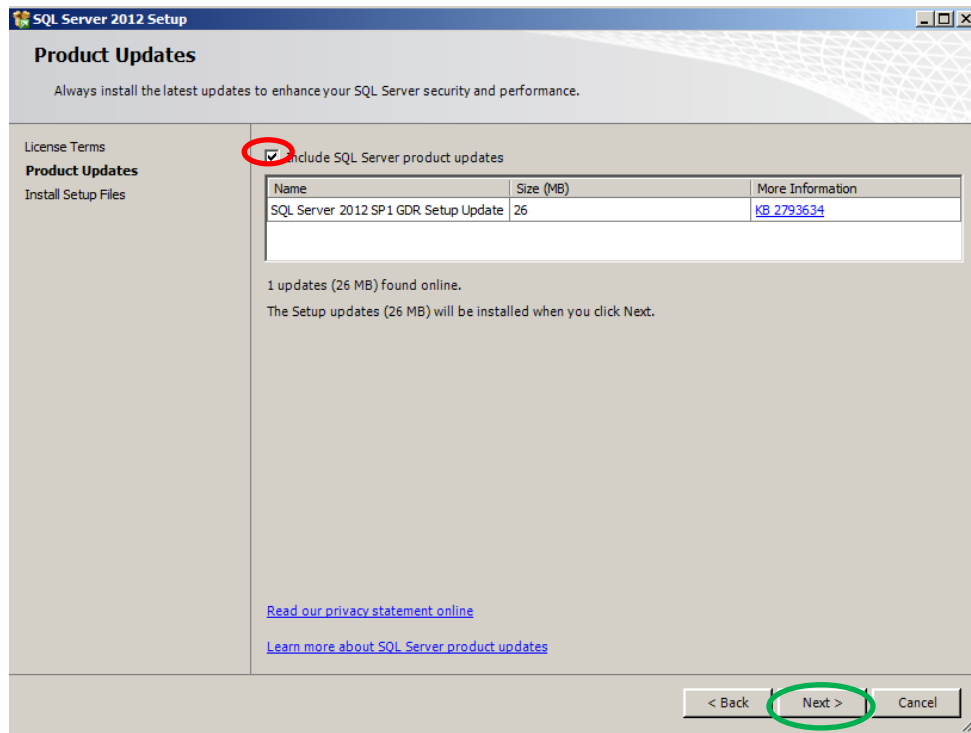 SQL Server 2012 Setup
Product Updates
Always install the latest updates to enhance your SQL Server security and performance.
License Terms
Product Updates
Install Setup Files
Include SQL Server product updates
Name Size (MB) More Information
SQL Server 2012 SP1 GDR Setup Update 26 KB 2793634
1 updates (26 MB) found online.
The Setup updates (26 MB) will be installed when you click Next.
Read our privacy statement online
Learn more about SQL Server product updates
< Back Next > Cancel